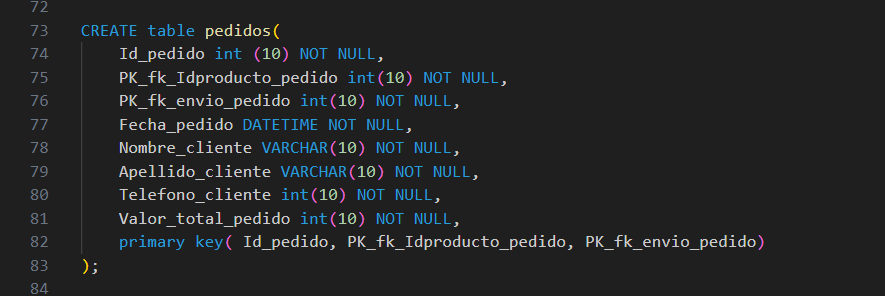 72
73 CREATE table pedidos(
74 Id_pedido int (10) NOT NULL,
75 PK_fk_Idproducto_pedido int(10) NOT NULL,
76 PK_fk_envio_pedido int(10) NOT NULL,
77 Fecha_pedido DATETIME NOT NULL,
78 Nombre_cliente VARCHAR(10) NOT NULL,
79 Apellido_cliente VARCHAR(10) NOT NULL,
80 Telefono_cliente int(10) NOT NULL,
81 Valor_total_pedido int(10) NOT NULL,
82 primary key( Id_pedido, PK_fk_Idproducto_pedido, PK_fk_envio_pedido)
83 );
84